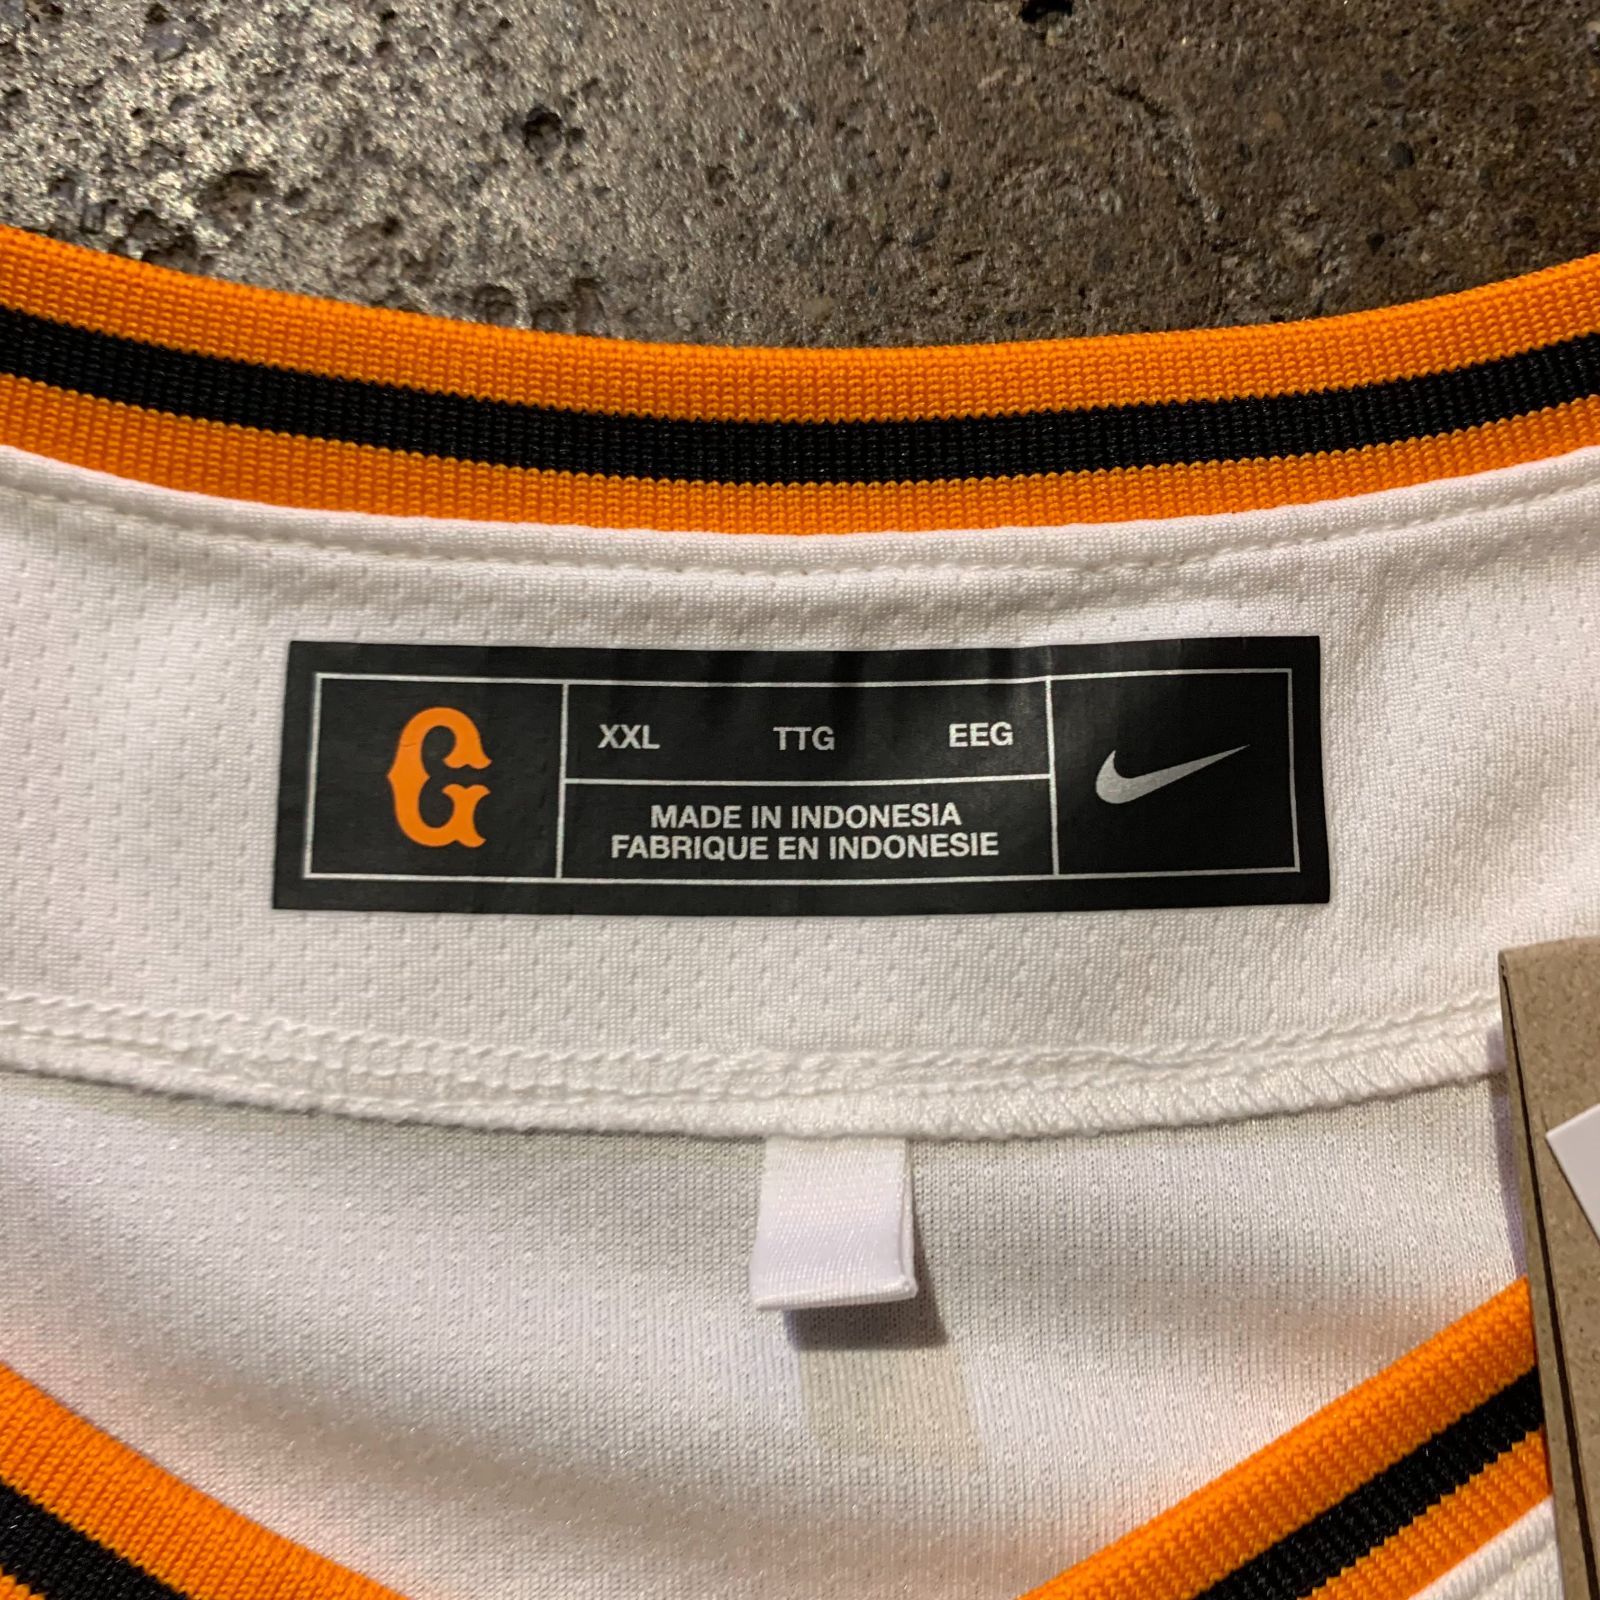 G
XXL TTG EEG
MADE IN INDONESIA
FABRIQUE EN INDONESIE